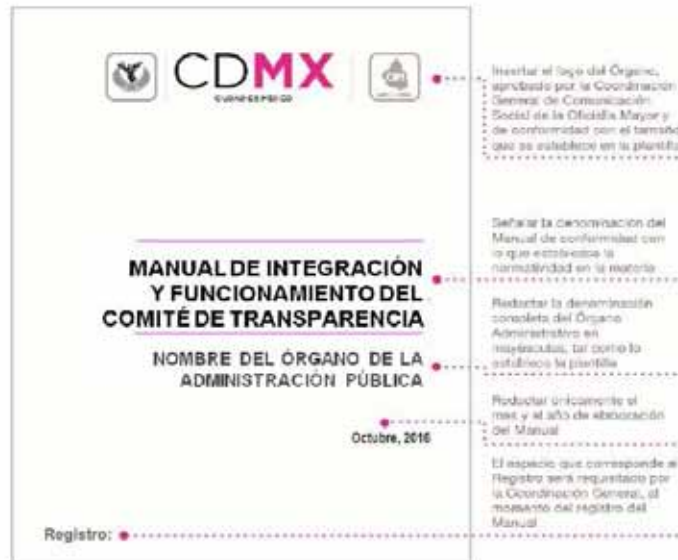 CDMX
CIUDAD DE MÉXICO
Insertar el logo del Órgano,
aprobado por la Coordinación
General de Comunicación
Social de la Oficialía Mayor y
de conformidad con el tamaño
que se establece en la plantilla
MANUAL DE INTEGRACIÓN
Y FUNCIONAMIENTO DEL
COMITÉ DE TRANSPARENCIA
Señalar la denominación del
Manual de conformidad con
lo que establezca la
normatividad en la materia
NOMBRE DEL ÓRGANO DE LA
ADMINISTRACIÓN PÚBLICA
Redactar la denominación
completa del Órgano
Administrativo en
mayúsculas, tal como lo
establece la plantilla
Octubre, 2016
Redactar únicamente el
mes y el año de elaboración
del Manual
Registro:
El espacio que corresponde al
Registro será requisitado por
la Coordinación General, al
momento del registro del
Manual